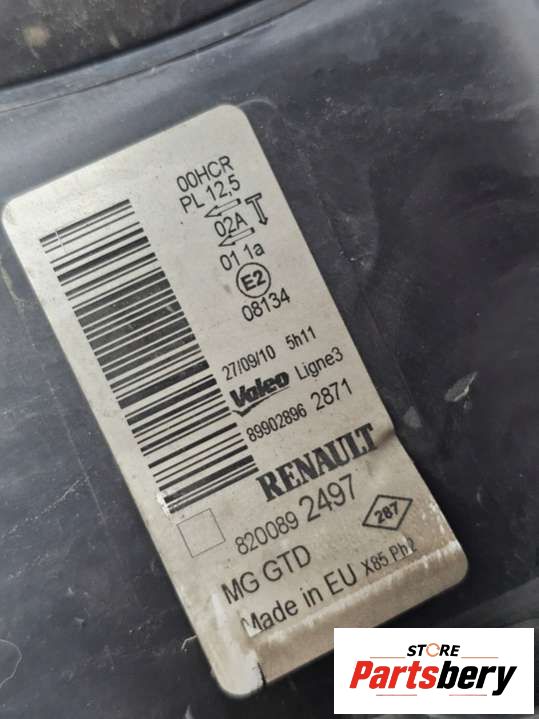 00HCR
PL 12,5
02A
01 1a
E2
08134
27/09/10 5h11
Valeo Ligne3
89902896 2871
RENAULT
820089 2497
287
MG GTD
Made in EU X85 Ph2
STORE
Partsbery